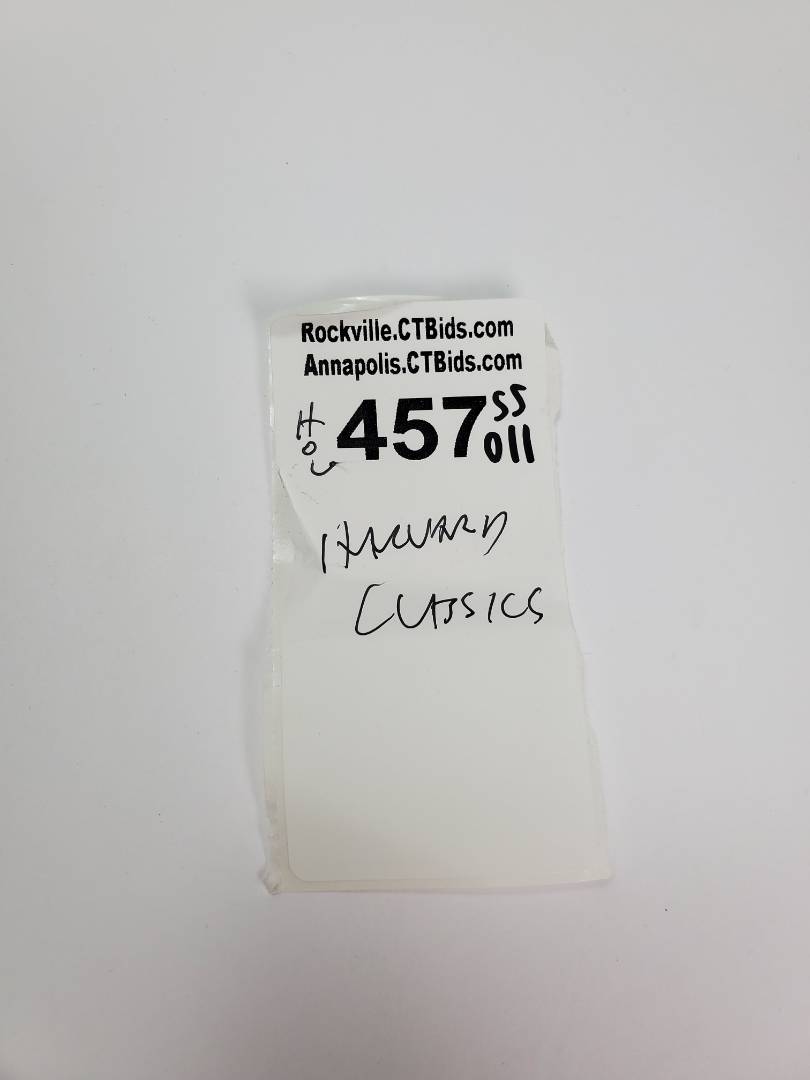 Rockville.CTBids.com
Annapolis.CTBids.com
457 SS
011
HARVARD
CLASSICS